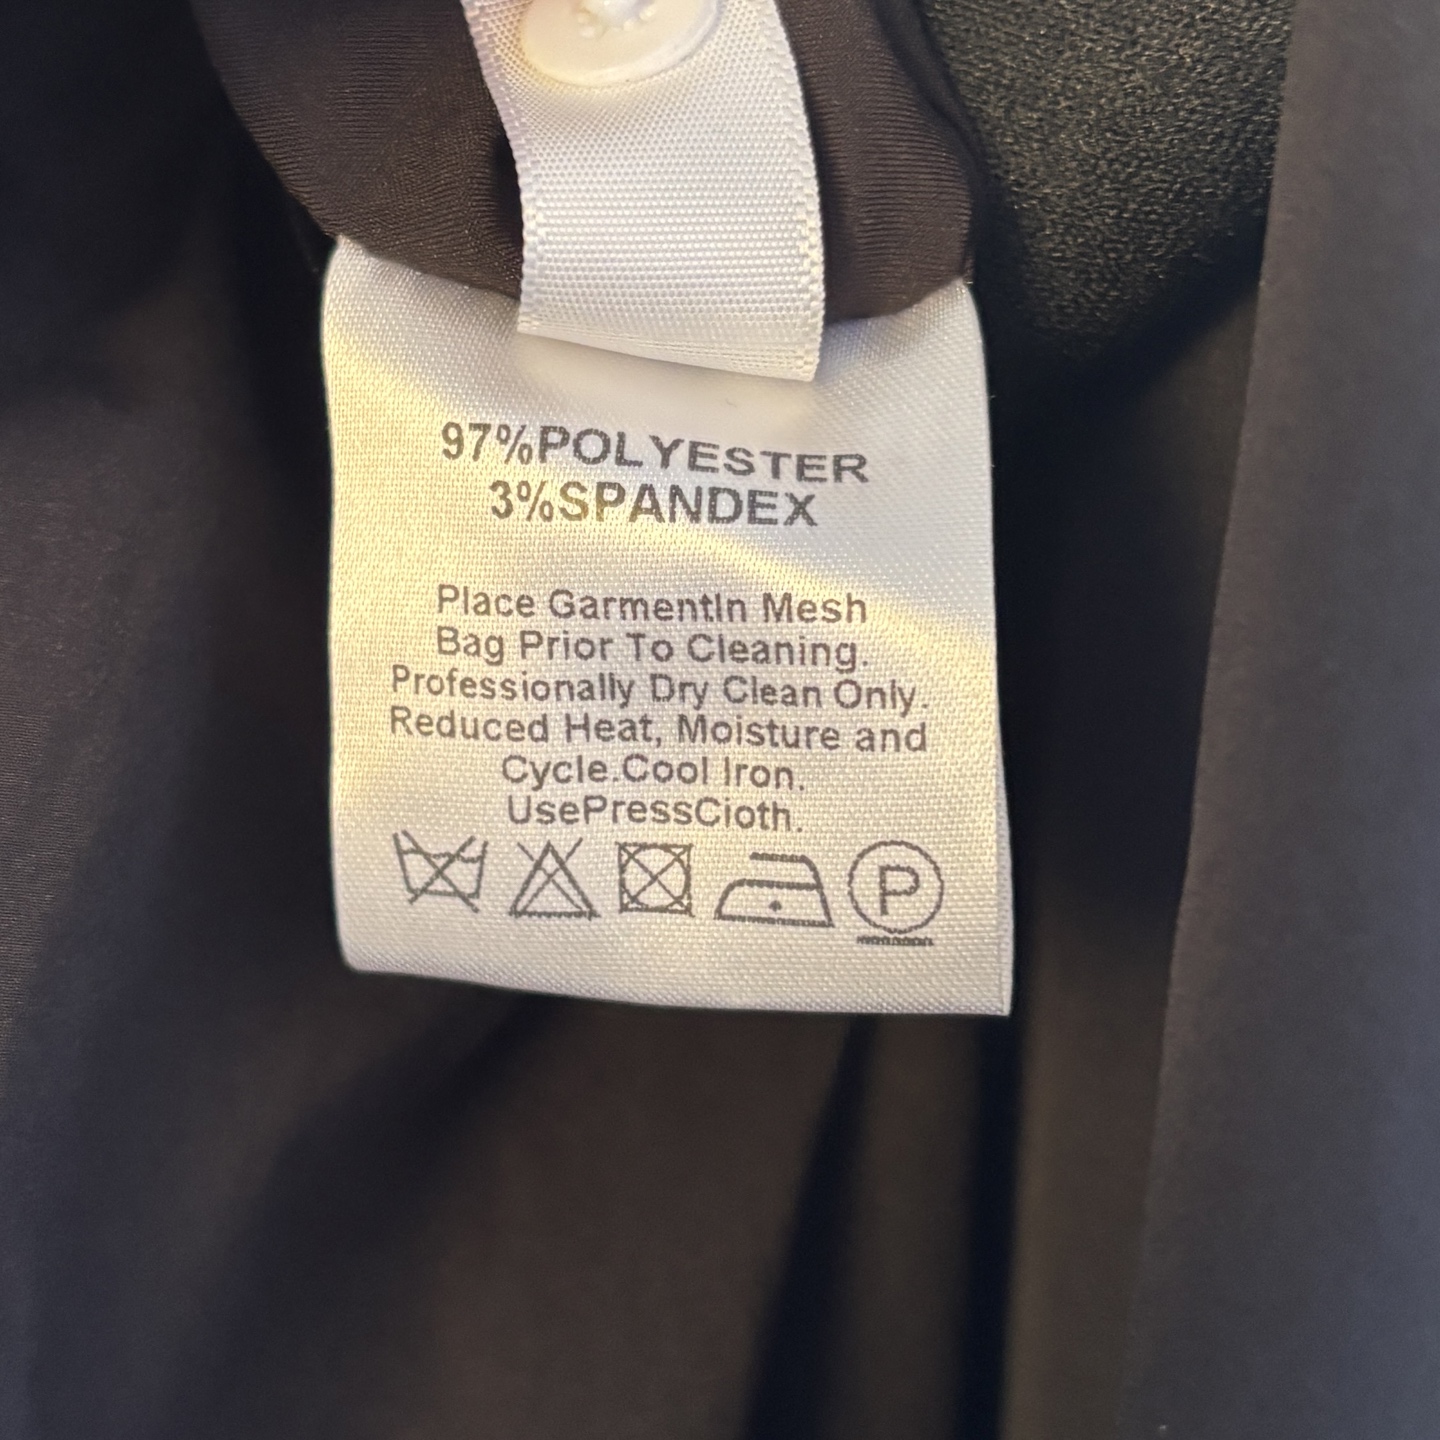 97%POLYESTER
3%SPANDEX
Place GarmentIn Mesh
Bag Prior To Cleaning.
Professionally Dry Clean Only.
Reduced Heat, Moisture and
Cycle.Cool Iron.
UsePressCioth.
P